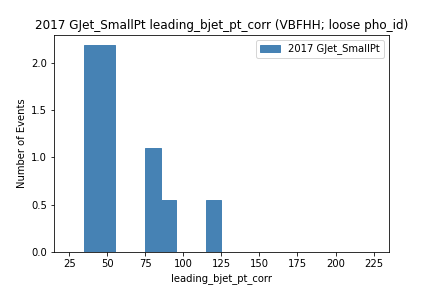 2017 GJet_SmallPt leading_bjet_pt_corr (VBFHH; loose pho_id)
2017 GJet_SmallPt
Number of Events
2.0
1.5
1.0
0.5
0.0
25 50 75 100 125 150 175 200 225
leading_bjet_pt_corr